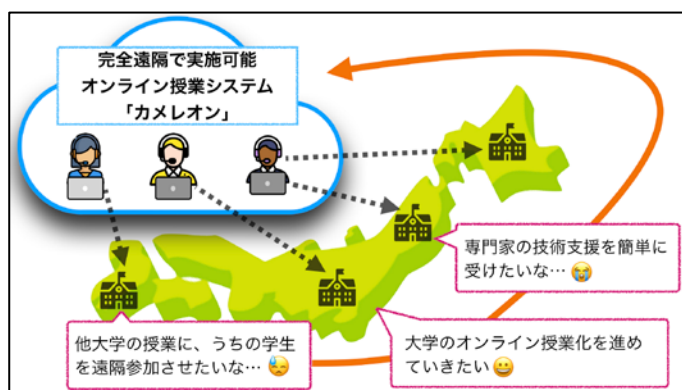 完全遠隔で実施可能
オンライン授業システム
「カメレオン」
専門家の技術支援を簡単に
受けたいな…
他大学の授業に、うちの学生
を遠隔参加させたいな…
大学のオンライン授業化を進め
ていきたい